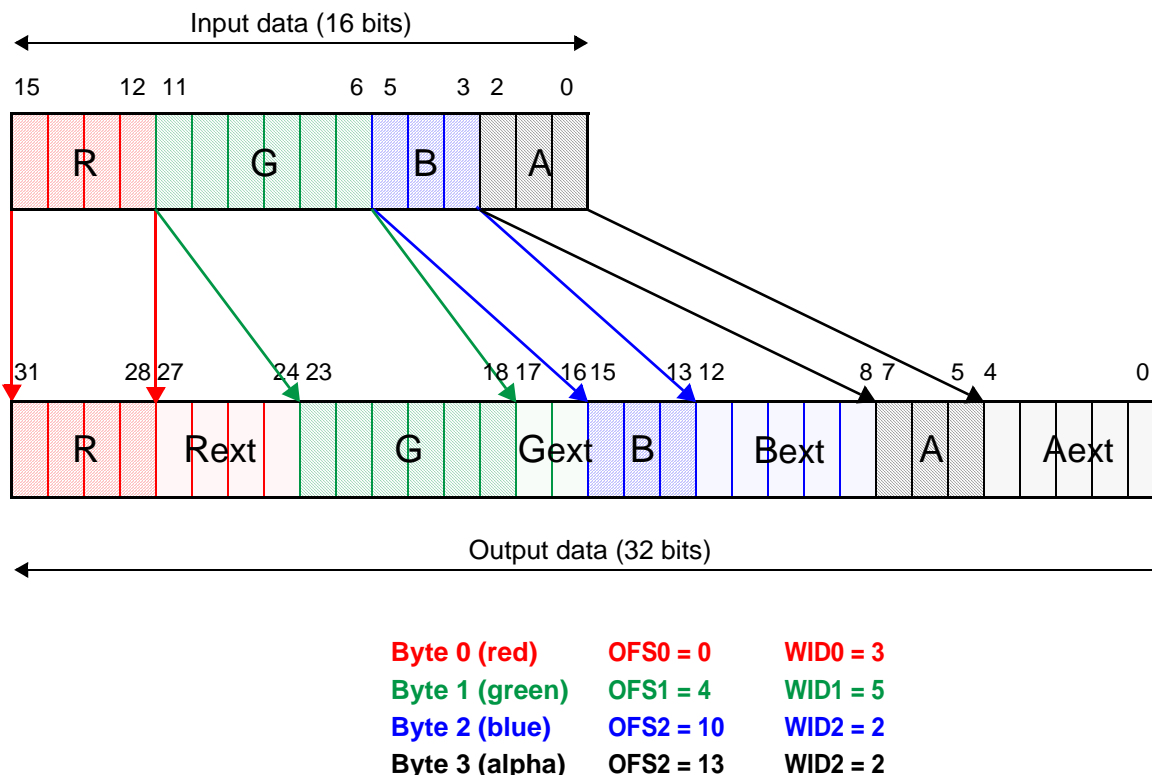 Input data (16 bits)
15 12 11 6 5 3 2 0
R G B A
31 28 27 24 23 18 17 16 15 13 12 8 7 5 4 0
R Rext G Gext B Bext A Aext
Output data (32 bits)
Byte 0 (red) OFS0 = 0 WID0 = 3
Byte 1 (green) OFS1 = 4 WID1 = 5
Byte 2 (blue) OFS2 = 10 WID2 = 2
Byte 3 (alpha) OFS2 = 13 WID2 = 2